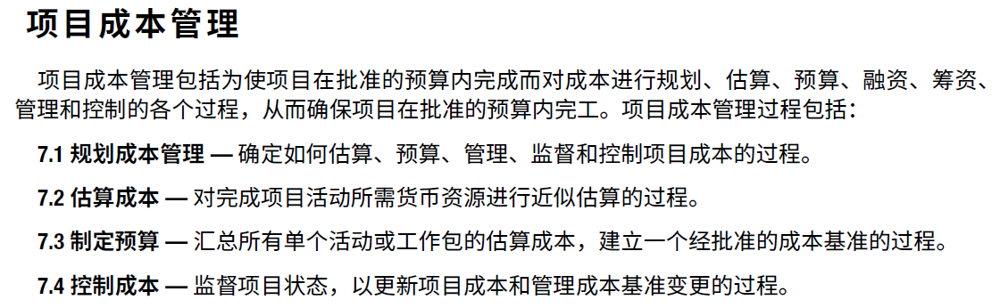 项目成本管理
项目成本管理包括为使项目在批准的预算内完成而对成本进行规划、估算、预算、融资、筹资、
管理和控制的各个过程，从而确保项目在批准的预算内完工。项目成本管理过程包括：
7.1 规划成本管理 — 确定如何估算、预算、管理、监督和控制项目成本的过程。
7.2 估算成本 — 对完成项目活动所需货币资源进行近似估算的过程。
7.3 制定预算 — 汇总所有单个活动或工作包的估算成本，建立一个经批准的成本基准的过程。
7.4 控制成本 — 监督项目状态，以更新项目成本和管理成本基准变更的过程。